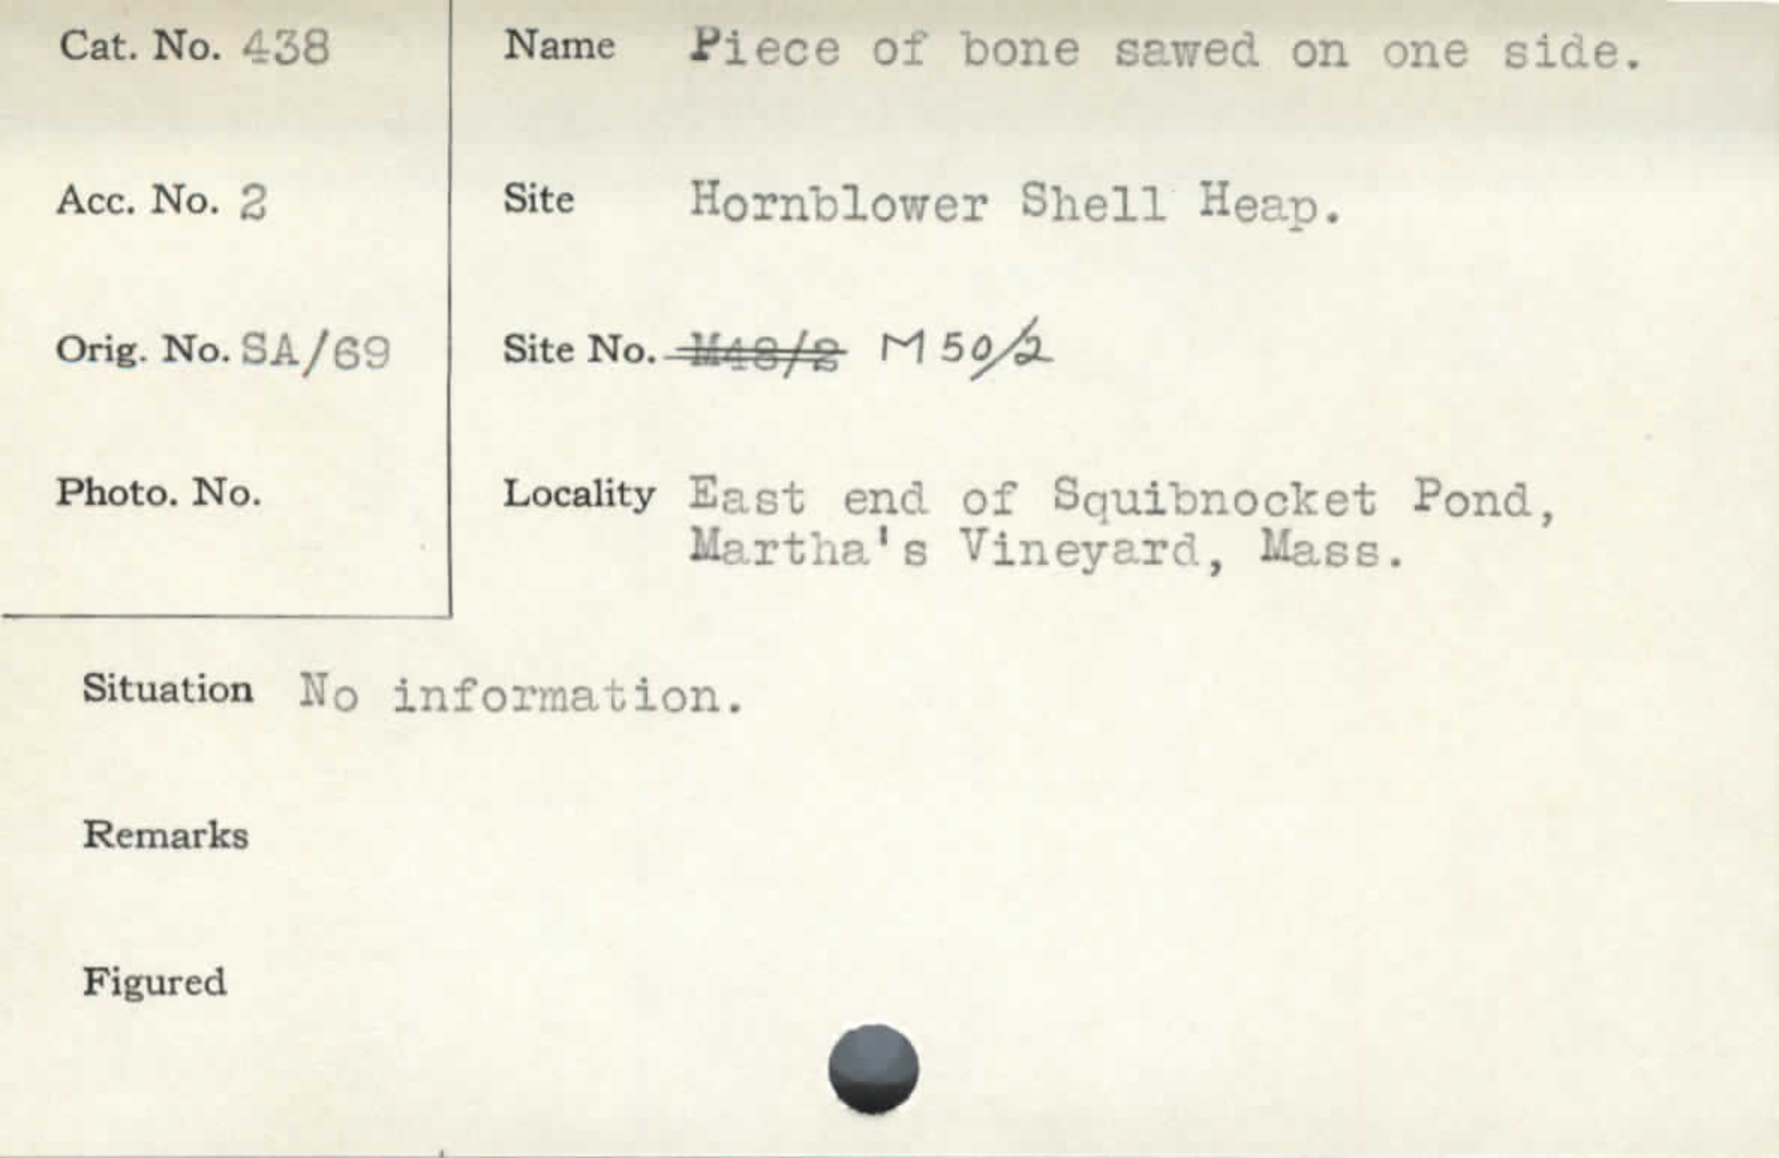 Cat. No. 438
Name Piece of bone sawed on one side.
Acc. No. 2
Site Hornblower Shell Heap.
Orig. No. SA/69
Site No. M48/2 M50/2
Photo. No.
Locality East end of Squibnocket Pond,
Martha's Vineyard, Mass.
Situation No information.
Remarks
Figured